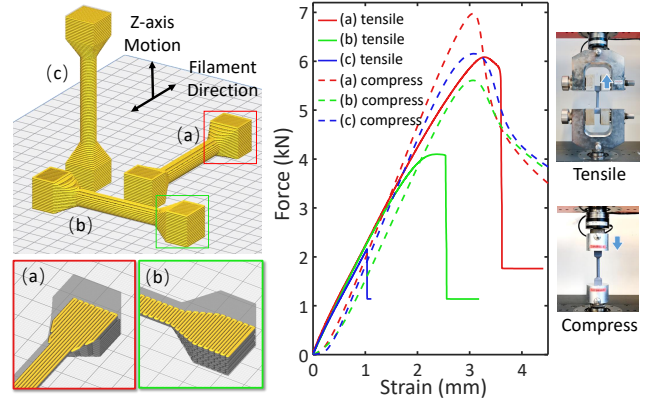 Z-axis
Motion
Filament
Direction
(c)
(a)
(b)
(a)
(b)
Force (kN)
7
6
5
4
3
2
1
0
(a) tensile
(b) tensile
(c) tensile
(a) compress
(b) compress
(c) compress
0
1
2
3
4
Strain (mm)
Tensile
Compress